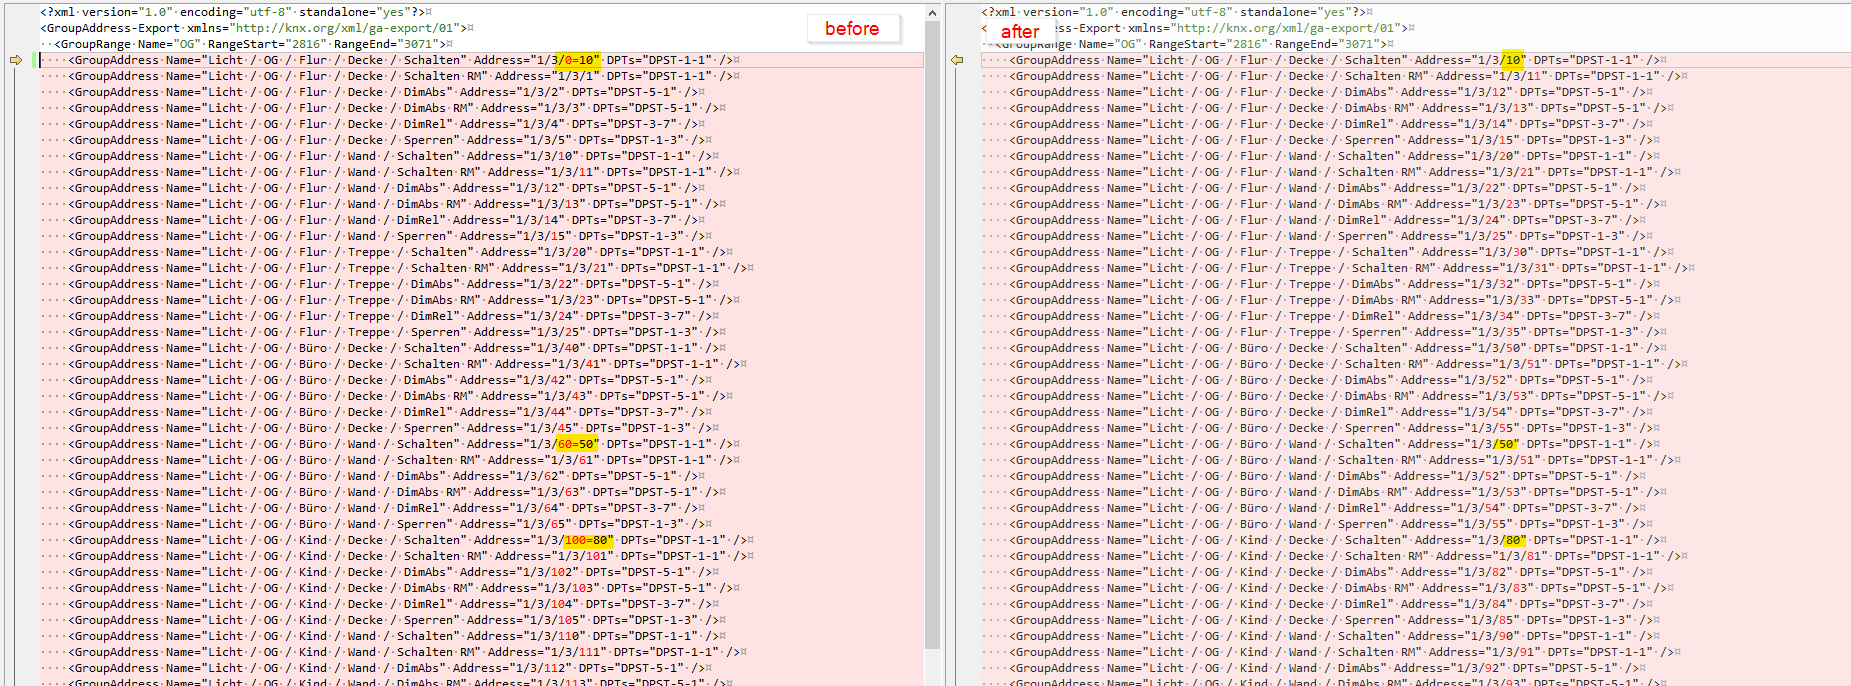 before
<?xml version="1.0" encoding="utf-8" standalone="yes"?>
<GroupAddress-Export xmlns="http://knx.org/xml/ga-export/01">
<GroupRange Name="OG" RangeStart="2816" RangeEnd="3071">
<GroupAddress Name="Licht / OG / Flur / Decke / Schalten" Address="1/3/0=10" DPTs="DPST-1-1" />
<GroupAddress Name="Licht / OG / Flur / Decke / Schalten RM" Address="1/3/1" DPTs="DPST-1-1" />
<GroupAddress Name="Licht / OG / Flur / Decke / DimAbs" Address="1/3/2" DPTs="DPST-5-1" />
<GroupAddress Name="Licht / OG / Flur / Decke / DimAbs RM" Address="1/3/3" DPTs="DPST-5-1" />
<GroupAddress Name="Licht / OG / Flur / Decke / DimRel" Address="1/3/4" DPTs="DPST-3-7" />
<GroupAddress Name="Licht / OG / Flur / Decke / Sperren" Address="1/3/5" DPTs="DPST-1-3" />
<GroupAddress Name="Licht / OG / Flur / Wand / Schalten" Address="1/3/10" DPTs="DPST-1-1" />
<GroupAddress Name="Licht / OG / Flur / Wand / Schalten RM" Address="1/3/11" DPTs="DPST-1-1" />
<GroupAddress Name="Licht / OG / Flur / Wand / DimAbs" Address="1/3/12" DPTs="DPST-5-1" />
<GroupAddress Name="Licht / OG / Flur / Wand / DimAbs RM" Address="1/3/13" DPTs="DPST-5-1" />
<GroupAddress Name="Licht / OG / Flur / Wand / DimRel" Address="1/3/14" DPTs="DPST-3-7" />
<GroupAddress Name="Licht / OG / Flur / Wand / Sperren" Address="1/3/15" DPTs="DPST-1-3" />
<GroupAddress Name="Licht / OG / Flur / Treppe / Schalten" Address="1/3/20" DPTs="DPST-1-1" />
<GroupAddress Name="Licht / OG / Flur / Treppe / Schalten RM" Address="1/3/21" DPTs="DPST-1-1" />
<GroupAddress Name="Licht / OG / Flur / Treppe / DimAbs" Address="1/3/22" DPTs="DPST-5-1" />
<GroupAddress Name="Licht / OG / Flur / Treppe / DimAbs RM" Address="1/3/23" DPTs="DPST-5-1" />
<GroupAddress Name="Licht / OG / Flur / Treppe / DimRel" Address="1/3/24" DPTs="DPST-3-7" />
<GroupAddress Name="Licht / OG / Flur / Treppe / Sperren" Address="1/3/25" DPTs="DPST-1-3" />
<GroupAddress Name="Licht / OG / Büro / Decke / Schalten" Address="1/3/40" DPTs="DPST-1-1" />
<GroupAddress Name="Licht / OG / Büro / Decke / Schalten RM" Address="1/3/41" DPTs="DPST-1-1" />
<GroupAddress Name="Licht / OG / Büro / Decke / DimAbs" Address="1/3/42" DPTs="DPST-5-1" />
<GroupAddress Name="Licht / OG / Büro / Decke / DimAbs RM" Address="1/3/43" DPTs="DPST-5-1" />
<GroupAddress Name="Licht / OG / Büro / Decke / DimRel" Address="1/3/44" DPTs="DPST-3-7" />
<GroupAddress Name="Licht / OG / Büro / Decke / Sperren" Address="1/3/45" DPTs="DPST-1-3" />
<GroupAddress Name="Licht / OG / Büro / Wand / Schalten" Address="1/3/60=50" DPTs="DPST-1-1" />
<GroupAddress Name="Licht / OG / Büro / Wand / Schalten RM" Address="1/3/61" DPTs="DPST-1-1" />
<GroupAddress Name="Licht / OG / Büro / Wand / DimAbs" Address="1/3/62" DPTs="DPST-5-1" />
<GroupAddress Name="Licht / OG / Büro / Wand / DimAbs RM" Address="1/3/63" DPTs="DPST-5-1" />
<GroupAddress Name="Licht / OG / Büro / Wand / DimRel" Address="1/3/64" DPTs="DPST-3-7" />
<GroupAddress Name="Licht / OG / Büro / Wand / Sperren" Address="1/3/65" DPTs="DPST-1-3" />
<GroupAddress Name="Licht / OG / Kind / Decke / Schalten" Address="1/3/100=80" DPTs="DPST-1-1" />
<GroupAddress Name="Licht / OG / Kind / Decke / Schalten RM" Address="1/3/101" DPTs="DPST-1-1" />
<GroupAddress Name="Licht / OG / Kind / Decke / DimAbs" Address="1/3/102" DPTs="DPST-5-1" />
<GroupAddress Name="Licht / OG / Kind / Decke / DimAbs RM" Address="1/3/103" DPTs="DPST-5-1" />
<GroupAddress Name="Licht / OG / Kind / Decke / DimRel" Address="1/3/104" DPTs="DPST-3-7" />
<GroupAddress Name="Licht / OG / Kind / Decke / Sperren" Address="1/3/105" DPTs="DPST-1-3" />
<GroupAddress Name="Licht / OG / Kind / Wand / Schalten" Address="1/3/110" DPTs="DPST-1-1" />
<GroupAddress Name="Licht / OG / Kind / Wand / Schalten RM" Address="1/3/111" DPTs="DPST-1-1" />
<GroupAddress Name="Licht / OG / Kind / Wand / DimAbs" Address="1/3/112" DPTs="DPST-5-1" />
<GroupAddress Name="Licht / OG / Kind / Wand / DimAbs RM" Address="1/3/113" DPTs="DPST-5-1" />
after
<?xml version="1.0" encoding="utf-8" standalone="yes"?>
ss-Export xmlns="http://knx.org/xml/ga-export/01">
<GroupRange Name="OG" RangeStart="2816" RangeEnd="3071">
<GroupAddress Name="Licht / OG / Flur / Decke / Schalten" Address="1/3/10" DPTs="DPST-1-1" />
<GroupAddress Name="Licht / OG / Flur / Decke / Schalten RM" Address="1/3/11" DPTs="DPST-1-1" />
<GroupAddress Name="Licht / OG / Flur / Decke / DimAbs" Address="1/3/12" DPTs="DPST-5-1" />
<GroupAddress Name="Licht / OG / Flur / Decke / DimAbs RM" Address="1/3/13" DPTs="DPST-5-1" />
<GroupAddress Name="Licht / OG / Flur / Decke / DimRel" Address="1/3/14" DPTs="DPST-3-7" />
<GroupAddress Name="Licht / OG / Flur / Decke / Sperren" Address="1/3/15" DPTs="DPST-1-3" />
<GroupAddress Name="Licht / OG / Flur / Wand / Schalten" Address="1/3/20" DPTs="DPST-1-1" />
<GroupAddress Name="Licht / OG / Flur / Wand / Schalten RM" Address="1/3/21" DPTs="DPST-1-1" />
<GroupAddress Name="Licht / OG / Flur / Wand / DimAbs" Address="1/3/22" DPTs="DPST-5-1" />
<GroupAddress Name="Licht / OG / Flur / Wand / DimAbs RM" Address="1/3/23" DPTs="DPST-5-1" />
<GroupAddress Name="Licht / OG / Flur / Wand / DimRel" Address="1/3/24" DPTs="DPST-3-7" />
<GroupAddress Name="Licht / OG / Flur / Wand / Sperren" Address="1/3/25" DPTs="DPST-1-3" />
<GroupAddress Name="Licht / OG / Flur / Treppe / Schalten" Address="1/3/30" DPTs="DPST-1-1" />
<GroupAddress Name="Licht / OG / Flur / Treppe / Schalten RM" Address="1/3/31" DPTs="DPST-1-1" />
<GroupAddress Name="Licht / OG / Flur / Treppe / DimAbs" Address="1/3/32" DPTs="DPST-5-1" />
<GroupAddress Name="Licht / OG / Flur / Treppe / DimAbs RM" Address="1/3/33" DPTs="DPST-5-1" />
<GroupAddress Name="Licht / OG / Flur / Treppe / DimRel" Address="1/3/34" DPTs="DPST-3-7" />
<GroupAddress Name="Licht / OG / Flur / Treppe / Sperren" Address="1/3/35" DPTs="DPST-1-3" />
<GroupAddress Name="Licht / OG / Büro / Decke / Schalten" Address="1/3/50" DPTs="DPST-1-1" />
<GroupAddress Name="Licht / OG / Büro / Decke / Schalten RM" Address="1/3/51" DPTs="DPST-1-1" />
<GroupAddress Name="Licht / OG / Büro / Decke / DimAbs" Address="1/3/52" DPTs="DPST-5-1" />
<GroupAddress Name="Licht / OG / Büro / Decke / DimAbs RM" Address="1/3/53" DPTs="DPST-5-1" />
<GroupAddress Name="Licht / OG / Büro / Decke / DimRel" Address="1/3/54" DPTs="DPST-3-7" />
<GroupAddress Name="Licht / OG / Büro / Decke / Sperren" Address="1/3/55" DPTs="DPST-1-3" />
<GroupAddress Name="Licht / OG / Büro / Wand / Schalten" Address="1/3/50" DPTs="DPST-1-1" />
<GroupAddress Name="Licht / OG / Büro / Wand / Schalten RM" Address="1/3/51" DPTs="DPST-1-1" />
<GroupAddress Name="Licht / OG / Büro / Wand / DimAbs" Address="1/3/52" DPTs="DPST-5-1" />
<GroupAddress Name="Licht / OG / Büro / Wand / DimAbs RM" Address="1/3/53" DPTs="DPST-5-1" />
<GroupAddress Name="Licht / OG / Büro / Wand / DimRel" Address="1/3/54" DPTs="DPST-3-7" />
<GroupAddress Name="Licht / OG / Büro / Wand / Sperren" Address="1/3/55" DPTs="DPST-1-3" />
<GroupAddress Name="Licht / OG / Kind / Decke / Schalten" Address="1/3/80" DPTs="DPST-1-1" />
<GroupAddress Name="Licht / OG / Kind / Decke / Schalten RM" Address="1/3/81" DPTs="DPST-1-1" />
<GroupAddress Name="Licht / OG / Kind / Decke / DimAbs" Address="1/3/82" DPTs="DPST-5-1" />
<GroupAddress Name="Licht / OG / Kind / Decke / DimAbs RM" Address="1/3/83" DPTs="DPST-5-1" />
<GroupAddress Name="Licht / OG / Kind / Decke / DimRel" Address="1/3/84" DPTs="DPST-3-7" />
<GroupAddress Name="Licht / OG / Kind / Decke / Sperren" Address="1/3/85" DPTs="DPST-1-3" />
<GroupAddress Name="Licht / OG / Kind / Wand / Schalten" Address="1/3/90" DPTs="DPST-1-1" />
<GroupAddress Name="Licht / OG / Kind / Wand / Schalten RM" Address="1/3/91" DPTs="DPST-1-1" />
<GroupAddress Name="Licht / OG / Kind / Wand / DimAbs" Address="1/3/92" DPTs="DPST-5-1" />
<GroupAddress Name="Licht / OG / Kind / Wand / DimAbs RM" Address="1/3/93" DPTs="DPST-5-1" />